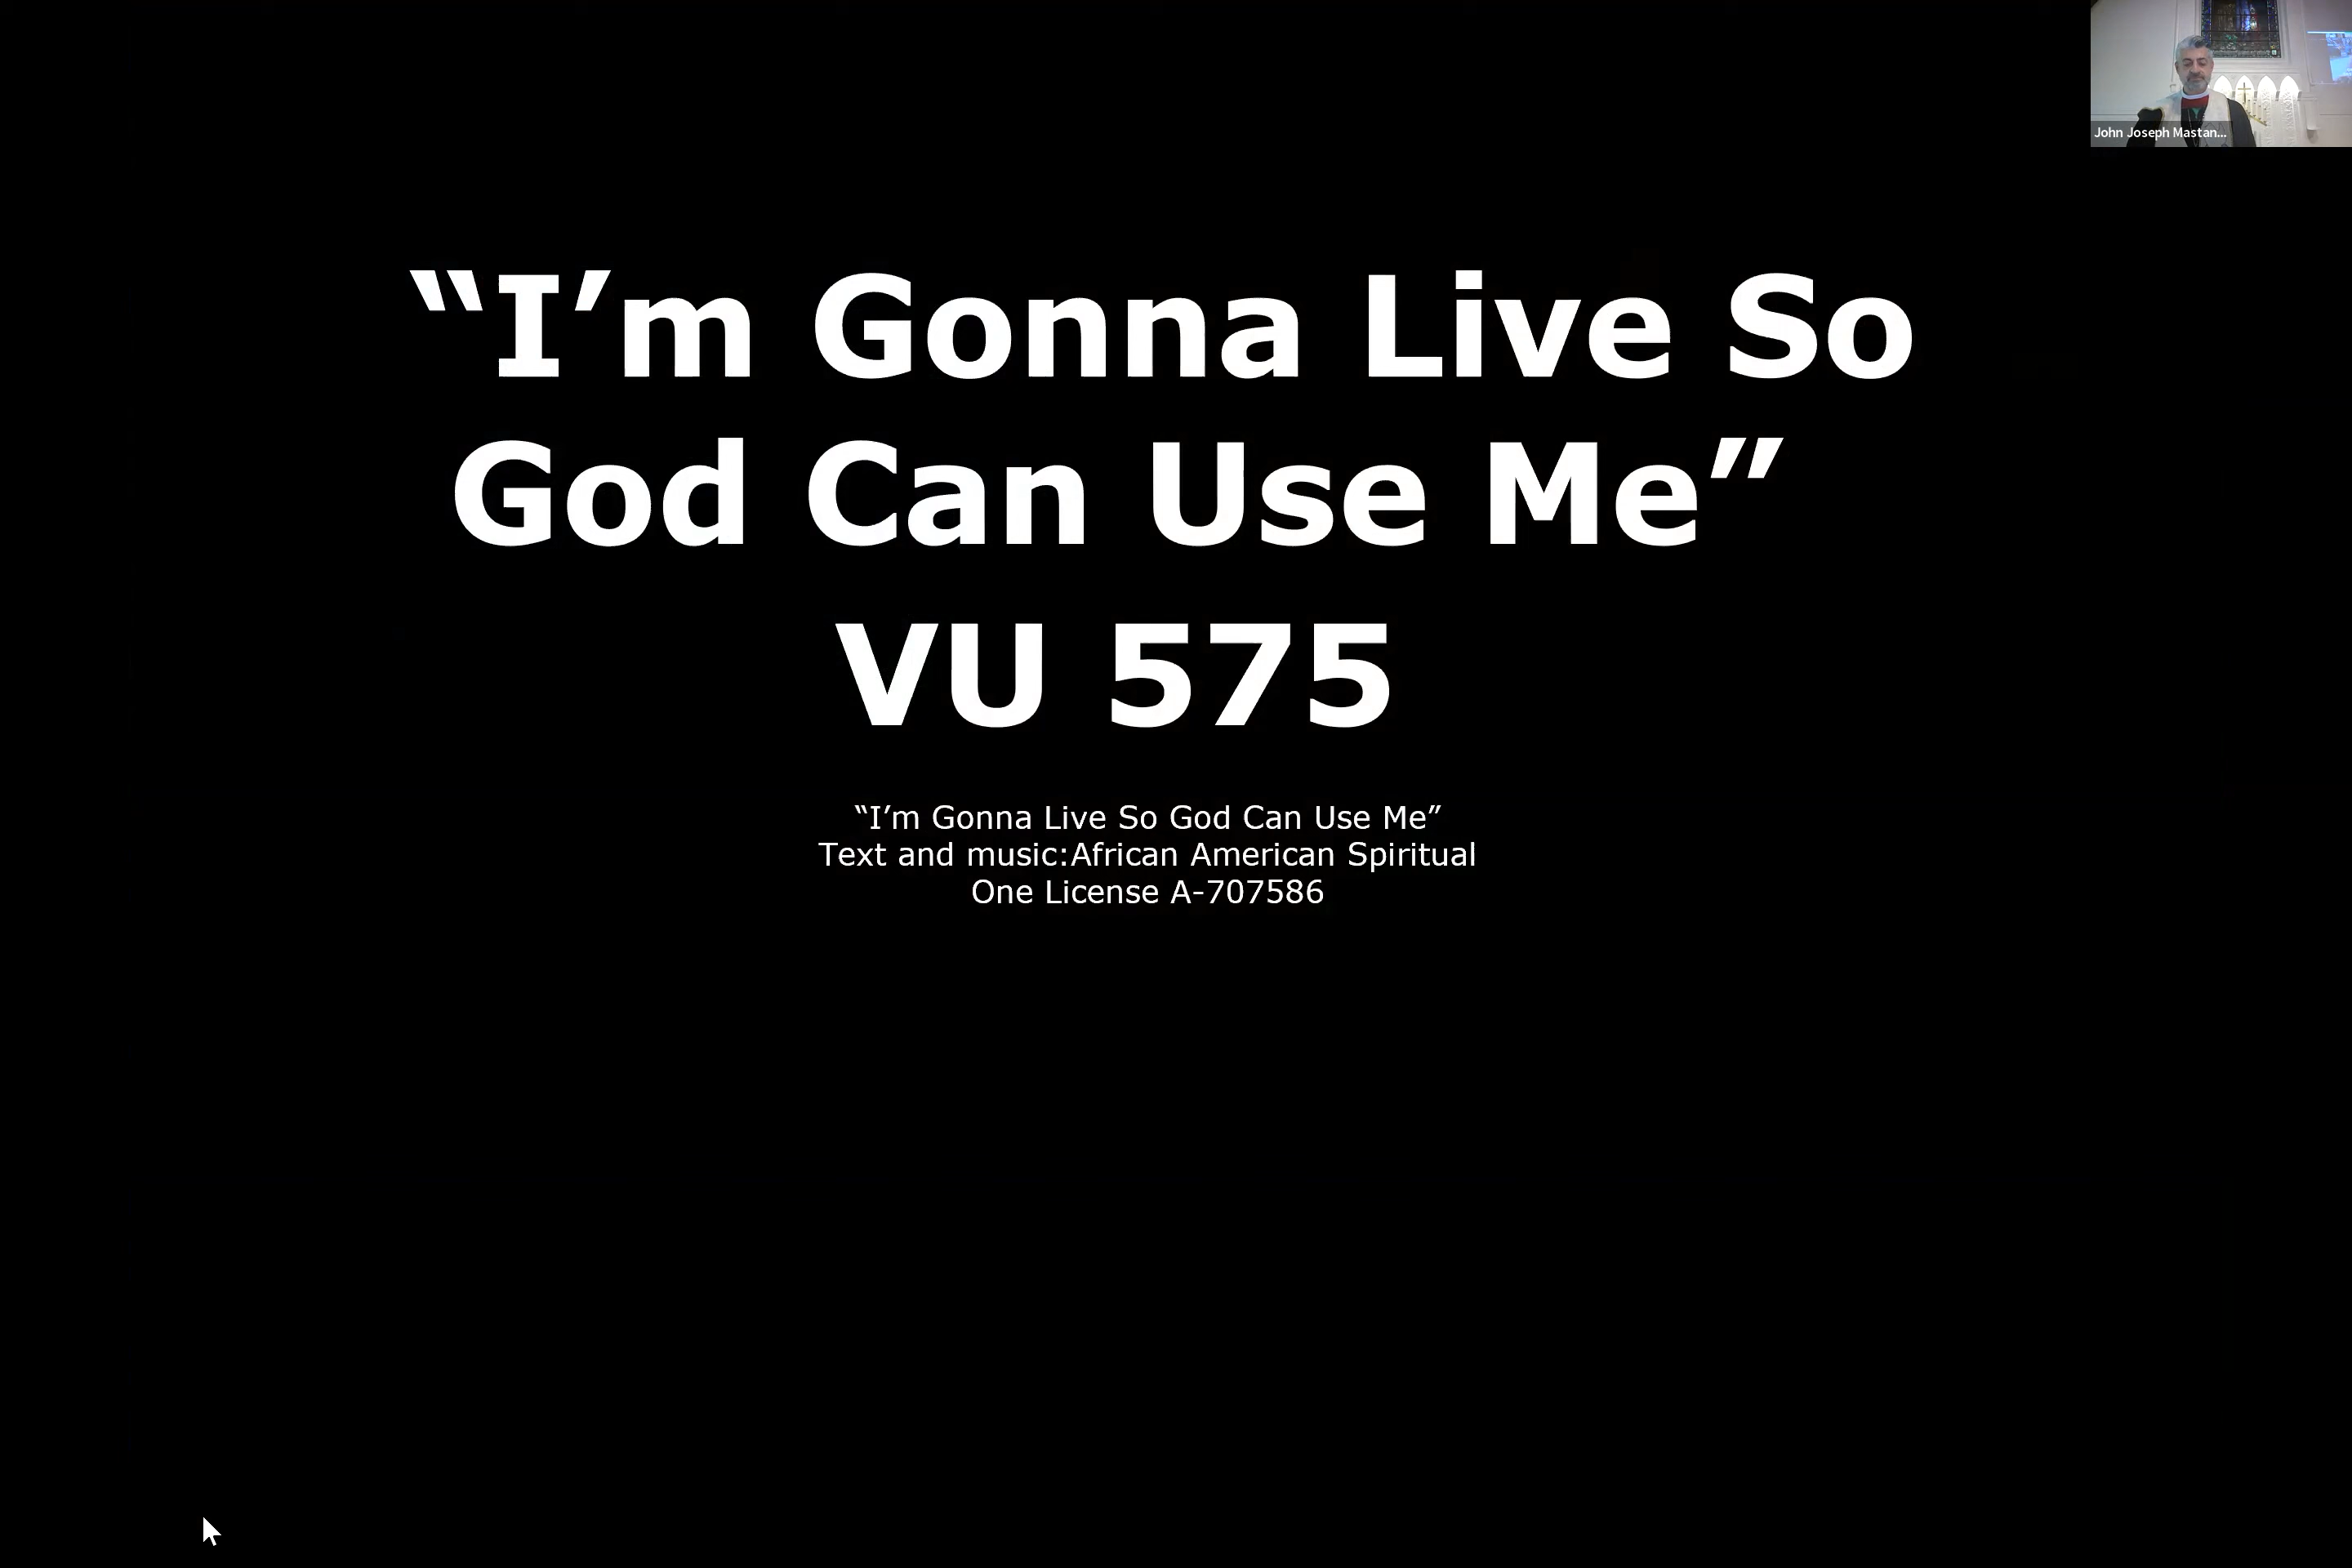 John Joseph Mastan...
“I’m Gonna Live So
God Can Use Me”
VU 575
“I’m Gonna Live So God Can Use Me”
Text and music:African American Spiritual
One License A-707586